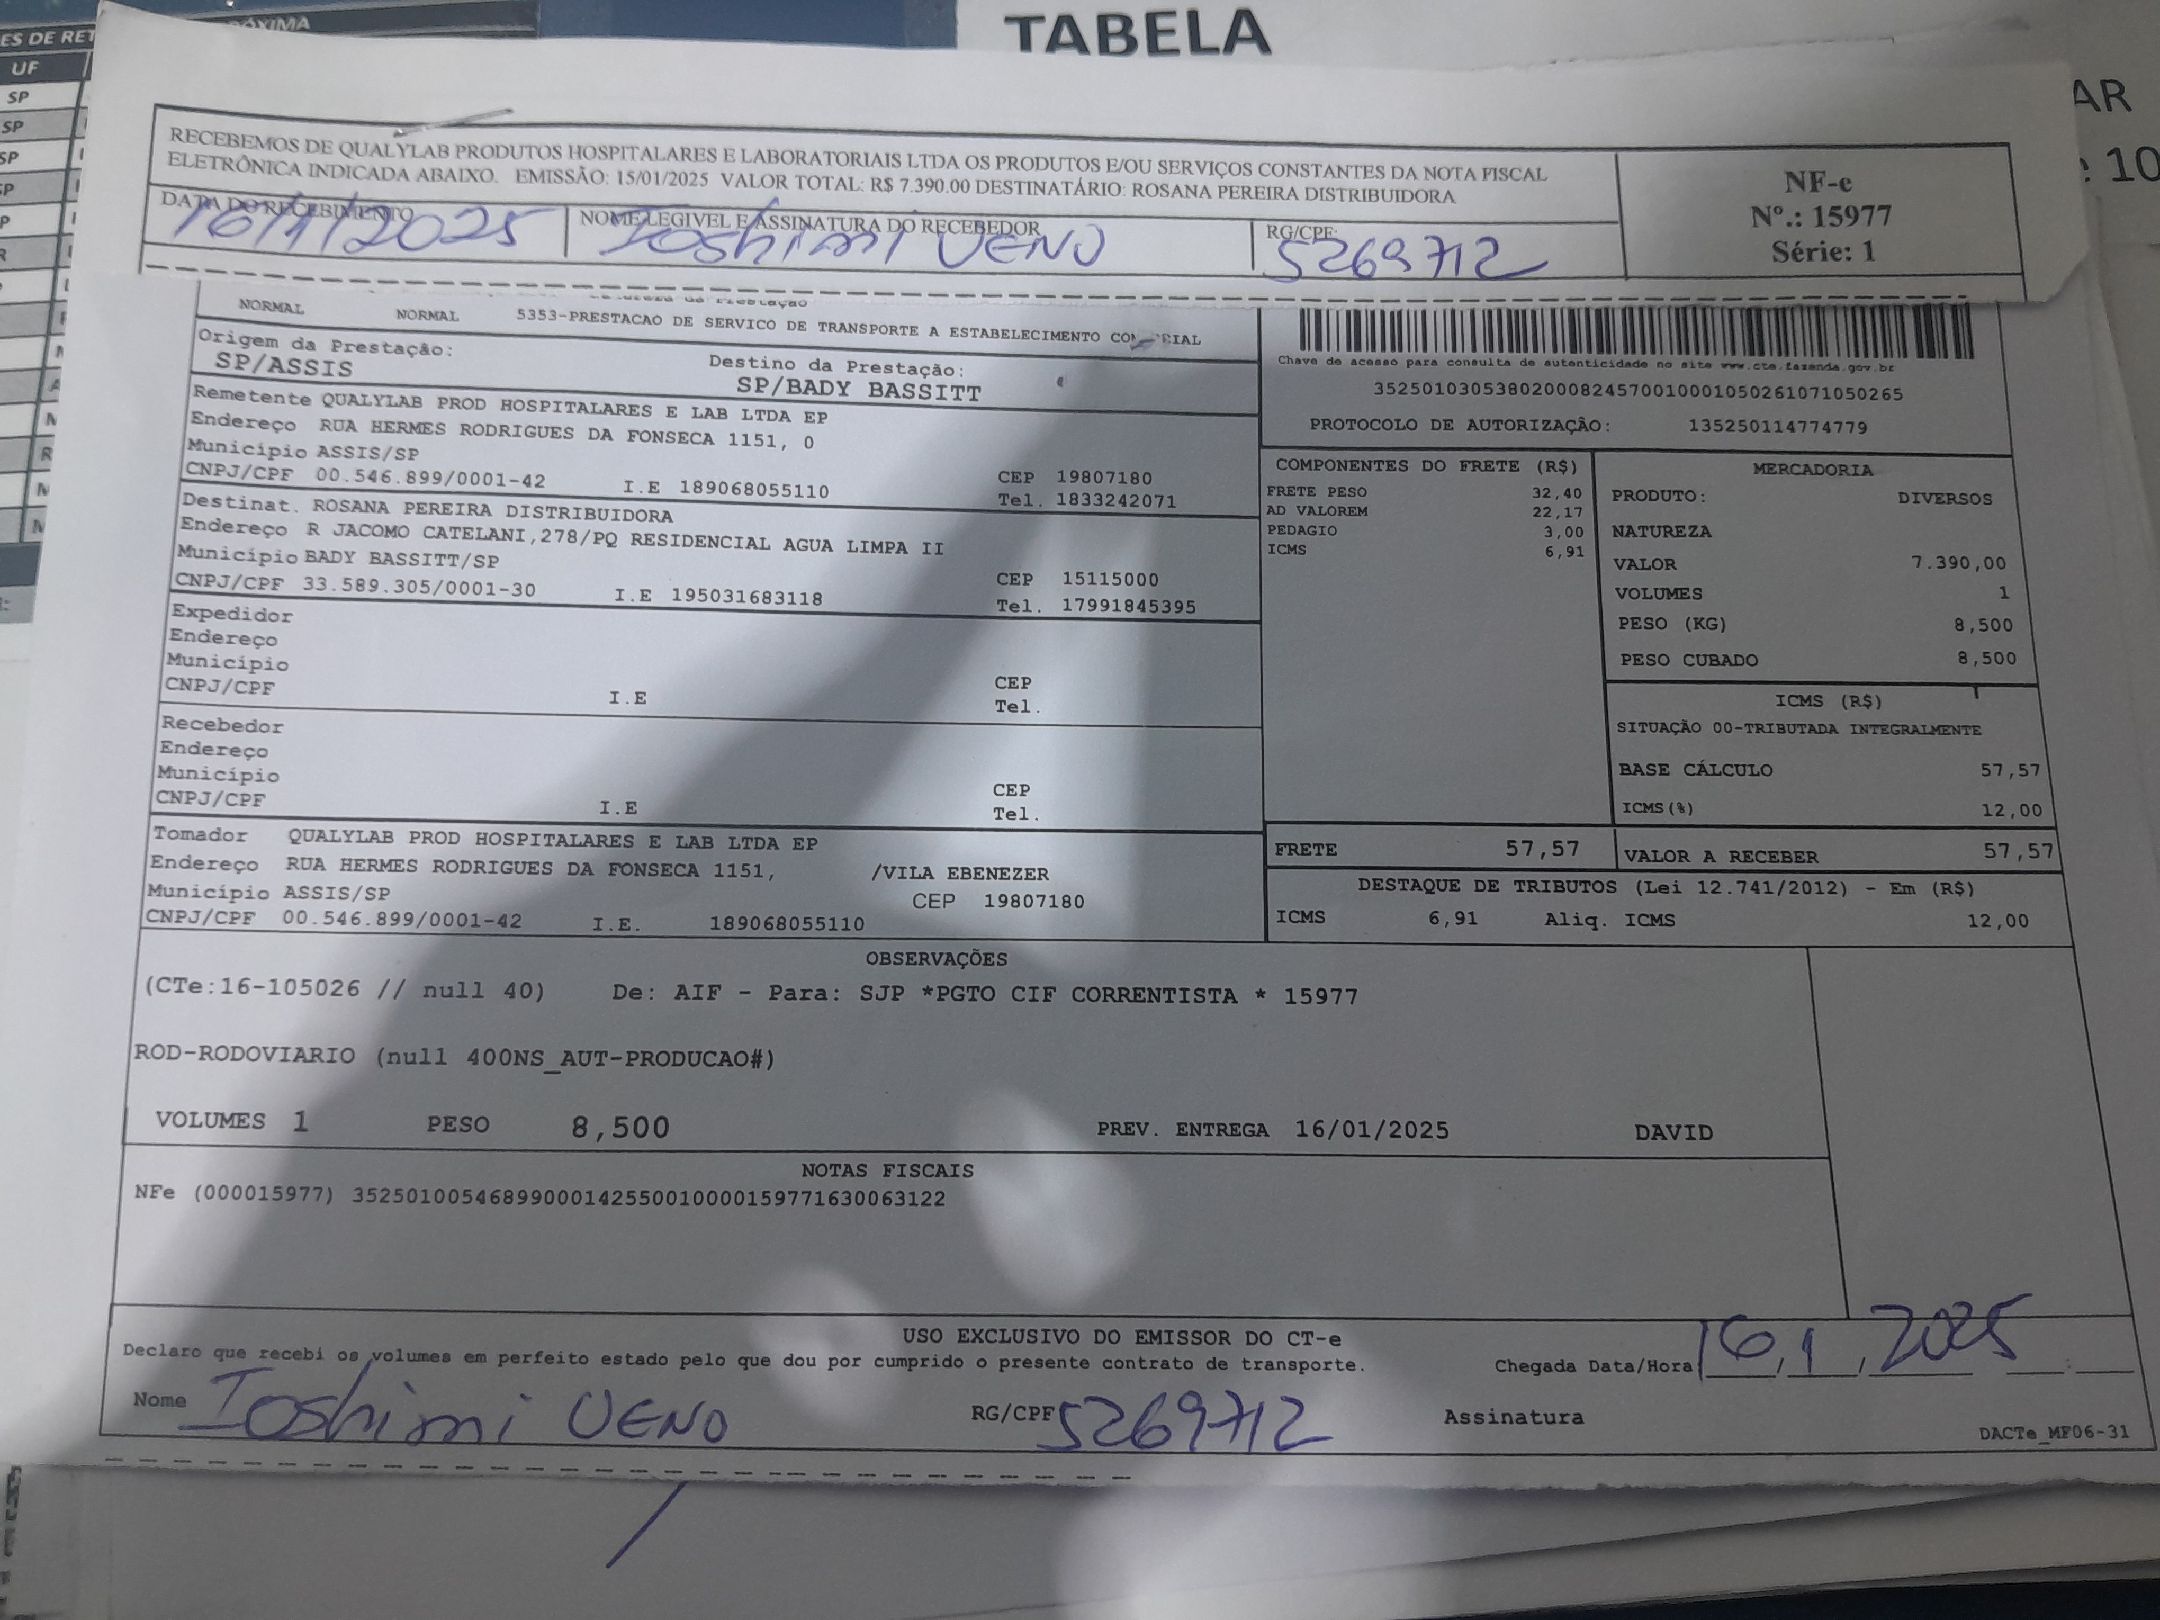 ÓXIMA
ES DE RET
UF
SP
SP
SP
TABELA
AR
10
RECEBEMOS DE QUALYLAB PRODUTOS HOSPITALARES E LABORATORIAIS LTDA OS PRODUTOS E/OU SERVIÇOS CONSTANTES DA NOTA FISCAL
ELETRÔNICA INDICADA ABAIXO. EMISSÃO: 15/01/2025 VALOR TOTAL: R$ 7.390.00 DESTINATÁRIO: ROSANA PEREIRA DISTRIBUIDORA
NF-e
Nº.: 15977
Série: 1
DATA DO RECEBIMENTO NOME LEGIVEL E ASSINATURA DO RECEBEDOR RG/CPF:
16/1/2025 Ioshimi UENO 5269712
NORMAL NORMAL 5353-PRESTACAO DE SERVICO DE TRANSPORTE A ESTABELECIMENTO
Origem da Prestação: Destino da Prestação:
SP/ASSIS SP/BADY BASSITT
Remetente QUALYLAB PROD HOSPITALARES E LAB LTDA EP
Endereço RUA HERMES RODRIGUES DA FONSECA 1151, 0
Município ASSIS/SP CEP 19807180
CNPJ/CPF 00.546.899/0001-42 I.E 189068055110 Tel. 1833242071
Destinat. ROSANA PEREIRA DISTRIBUIDORA
Endereço R JACOMO CATELANI,278/PQ RESIDENCIAL AGUA LIMPA II
Município BADY BASSITT/SP CEP 15115000
CNPJ/CPF 33.589.305/0001-30 I.E 195031683118 Tel. 17991845395
Expedidor
Endereço
Município CEP
CNPJ/CPF I.E Tel.
Recebedor
Endereço
Município CEP
CNPJ/CPF I.E Tel.
Tomador QUALYLAB PROD HOSPITALARES E LAB LTDA EP
Endereço RUA HERMES RODRIGUES DA FONSECA 1151, /VILA EBENEZER
Município ASSIS/SP CEP 19807180
CNPJ/CPF 00.546.899/0001-42 I.E. 189068055110
Chave de acesso para consulta de autenticidade no site www.cte.fazenda.gov.br
35250103053802000824570010001050261071050265
PROTOCOLO DE AUTORIZAÇÃO: 135250114774779
COMPONENTES DO FRETE (R$)
FRETE PESO 32,40
AD VALOREM 22,17
PEDAGIO 3,00
ICMS 6,91
MERCADORIA
PRODUTO: DIVERSOS
NATUREZA
VALOR 7.390,00
VOLUMES 1
PESO (KG) 8,500
PESO CUBADO 8,500
ICMS (R$)
SITUAÇÃO 00-TRIBUTADA INTEGRALMENTE
BASE CÁLCULO 57,57
ICMS(%) 12,00
FRETE 57,57 VALOR A RECEBER 57,57
DESTAQUE DE TRIBUTOS (Lei 12.741/2012) - Em (R$)
ICMS 6,91 Aliq. ICMS 12,00
OBSERVAÇÕES
(CTe:16-105026 // null 40) De: AIF - Para: SJP *PGTO CIF CORRENTISTA * 15977
ROD-RODOVIARIO (null 400NS_AUT-PRODUCAO#)
VOLUMES 1 PESO 8,500 PREV. ENTREGA 16/01/2025 DAVID
NOTAS FISCAIS
NFe (000015977) 35250100546899000142550010000159771630063122
USO EXCLUSIVO DO EMISSOR DO CT-e
Declaro que recebi os volumes em perfeito estado pelo que dou por cumprido o presente contrato de transporte. Chegada Data/Hora 16/1/2025
Nome Ioshimi UENO RG/CPF 5269712 Assinatura
DACTe_MF06-31